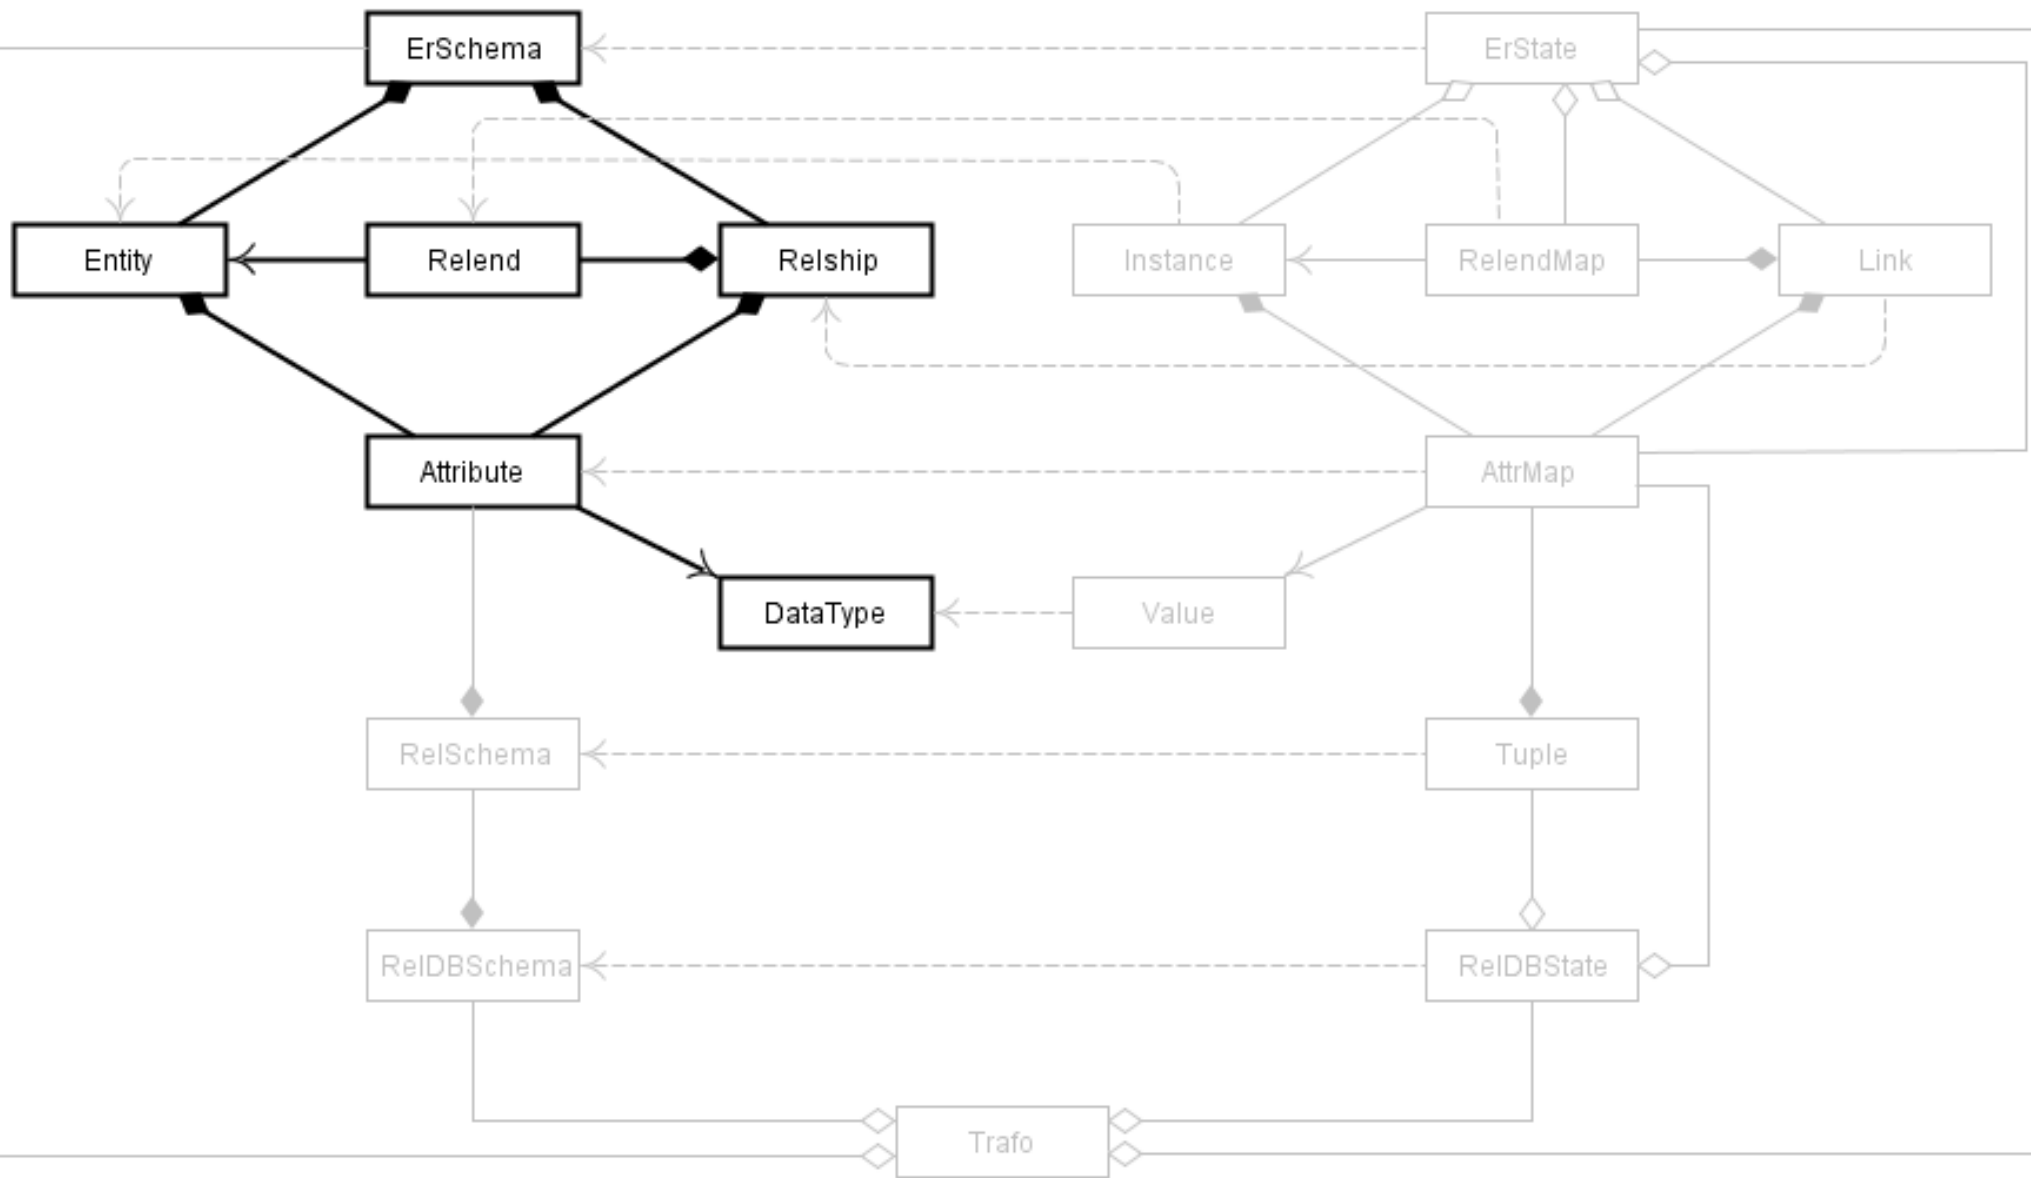 ErSchema
ErState
Entity
Relend
Relship
Instance
RelendMap
Link
Attribute
AttrMap
DataType
Value
RelSchema
Tuple
RelDBSchema
RelDBState
Trafo